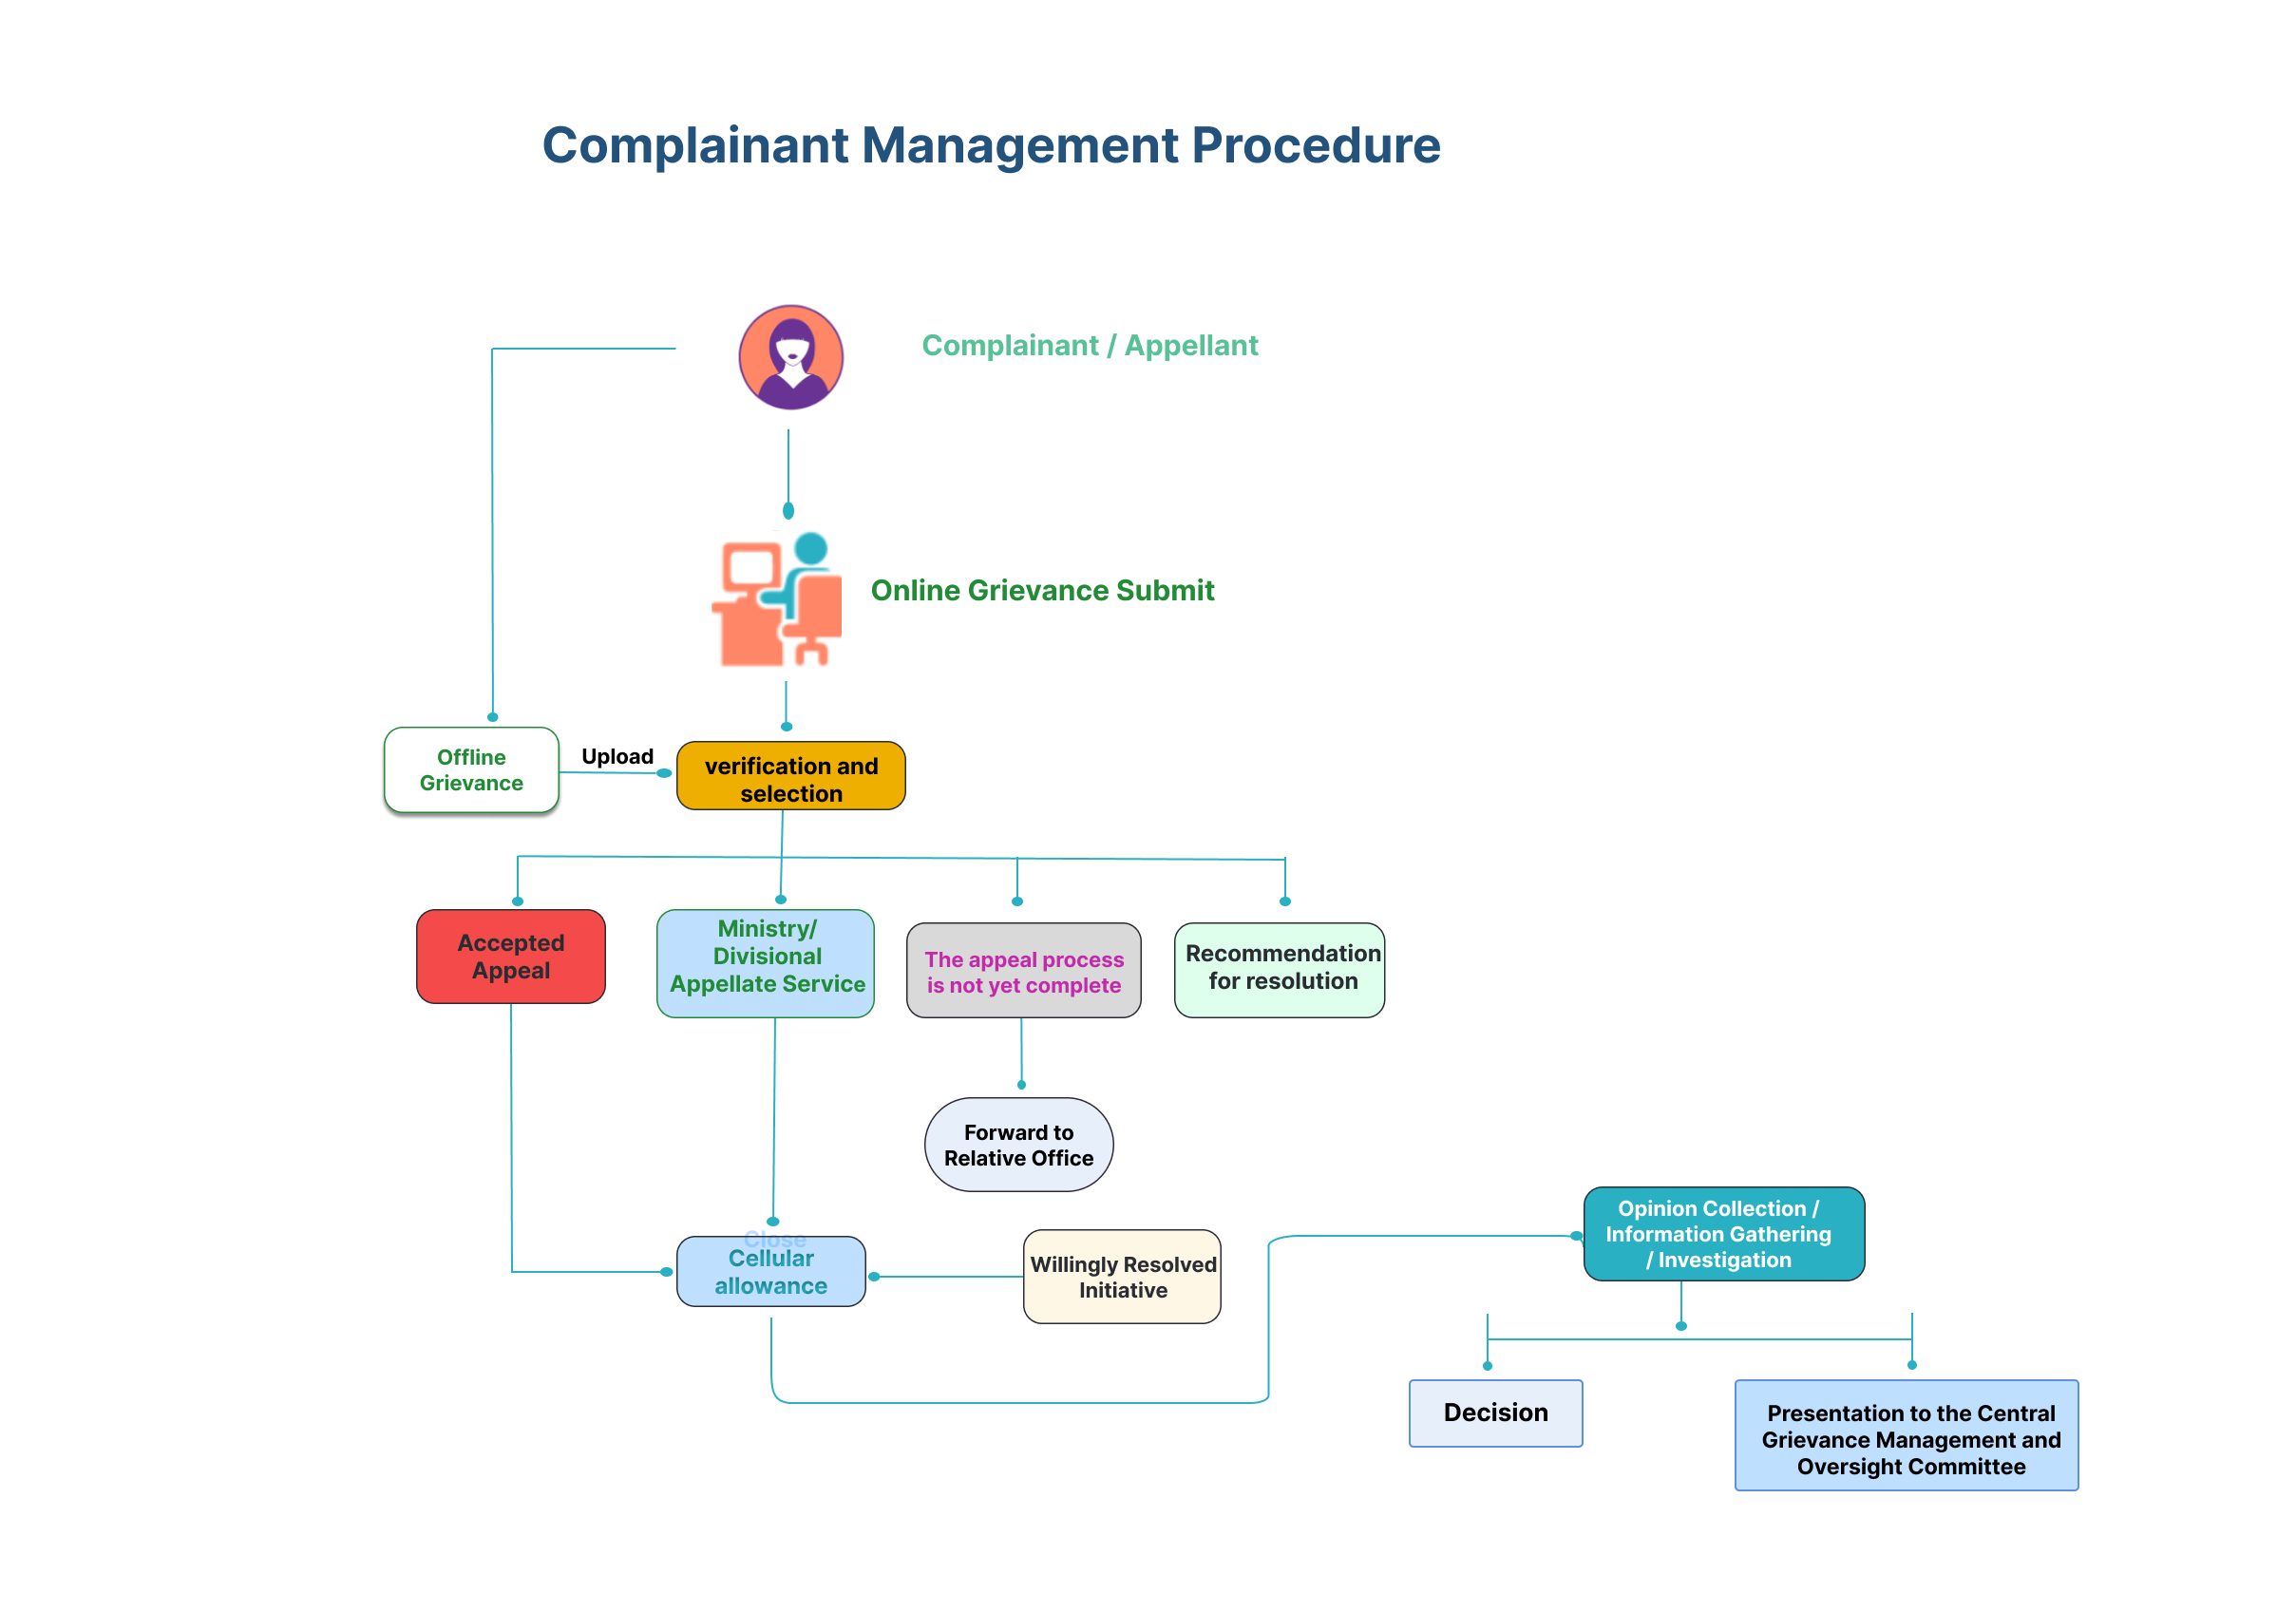 Complainant Management Procedure
Complainant / Appellant
Online Grievance Submit
Offline
Grievance
Upload
verification and
selection
Accepted
Appeal
Ministry/
Divisional
Appellate Service
The appeal process
is not yet complete
Recommendation
for resolution
Forward to
Relative Office
Close
Cellular
allowance
Willingly Resolved
Initiative
Opinion Collection /
Information Gathering
/ Investigation
Decision
Presentation to the Central
Grievance Management and
Oversight Committee